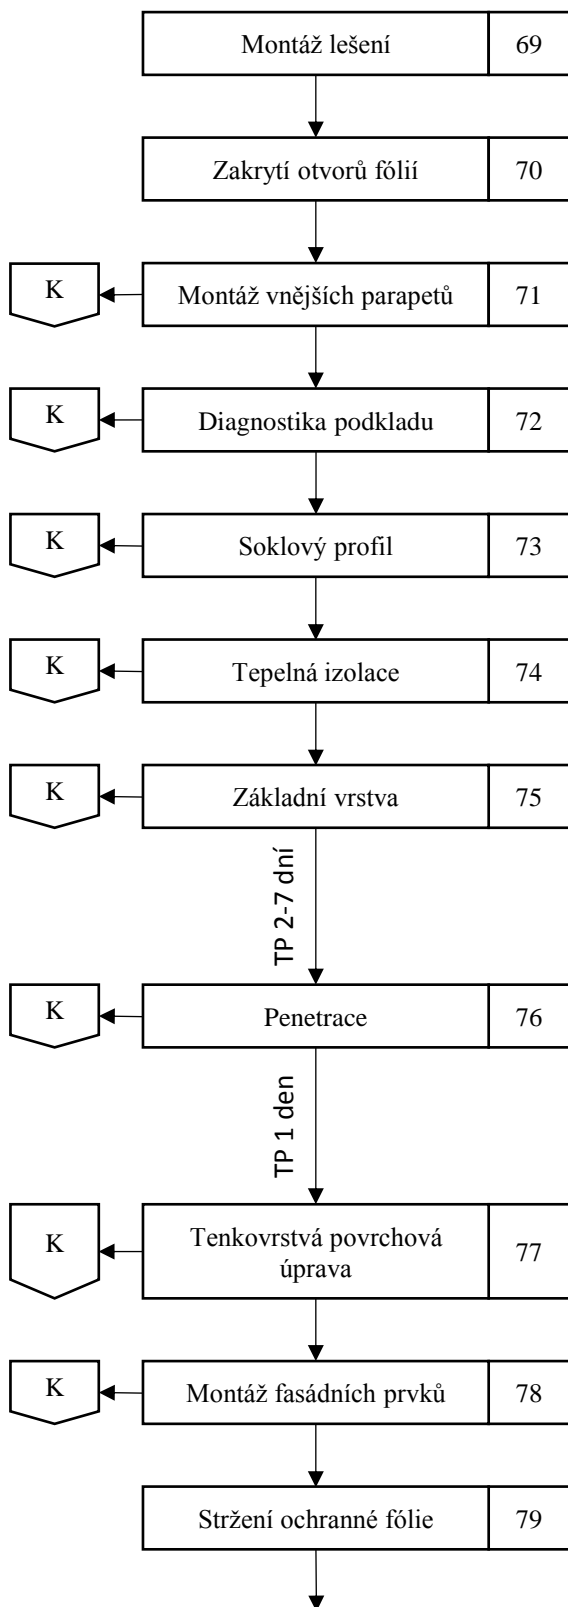 Montáž lešení 69
Zakrytí otvorů fólií 70
K Montáž vnějších parapetů 71
K Diagnostika podkladu 72
K Soklový profil 73
K Tepelná izolace 74
K Základní vrstva 75
TP 2-7 dní
K Penetrace 76
TP 1 den
K Tenkovrstvá povrchová
úprava 77
K Montáž fasádních prvků 78
Stržení ochranné fólie 79